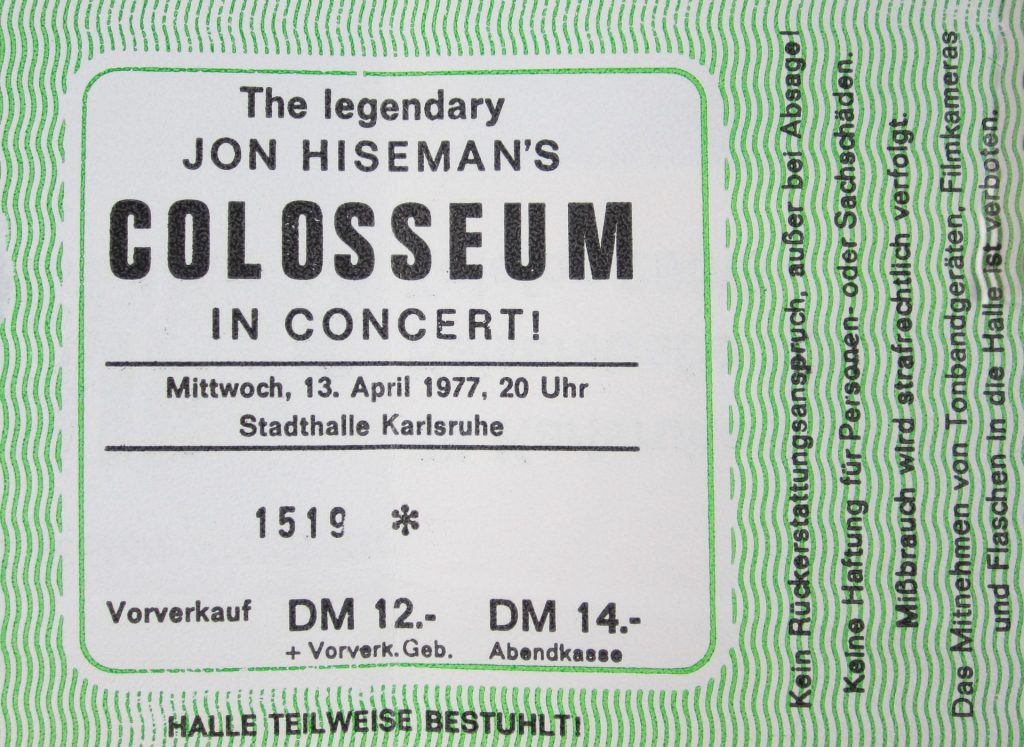 The legendary
JON HISEMAN'S
COLOSSEUM
IN CONCERT!
Mittwoch, 13. April 1977, 20 Uhr
Stadthalle Karlsruhe
1519 *
Vorverkauf DM 12.- DM 14.-
+ Vorverk. Geb. Abendkasse
HALLE TEILWEISE BESTUHLT!
Kein Rückerstattungsanspruch, außer bei Absage!
Keine Haftung für Personen- oder Sachschäden.
Mißbrauch wird strafrechtlich verfolgt.
Das Mitnehmen von Tonbandgeräten, Filmkameras
und Flaschen in die Halle ist verboten.